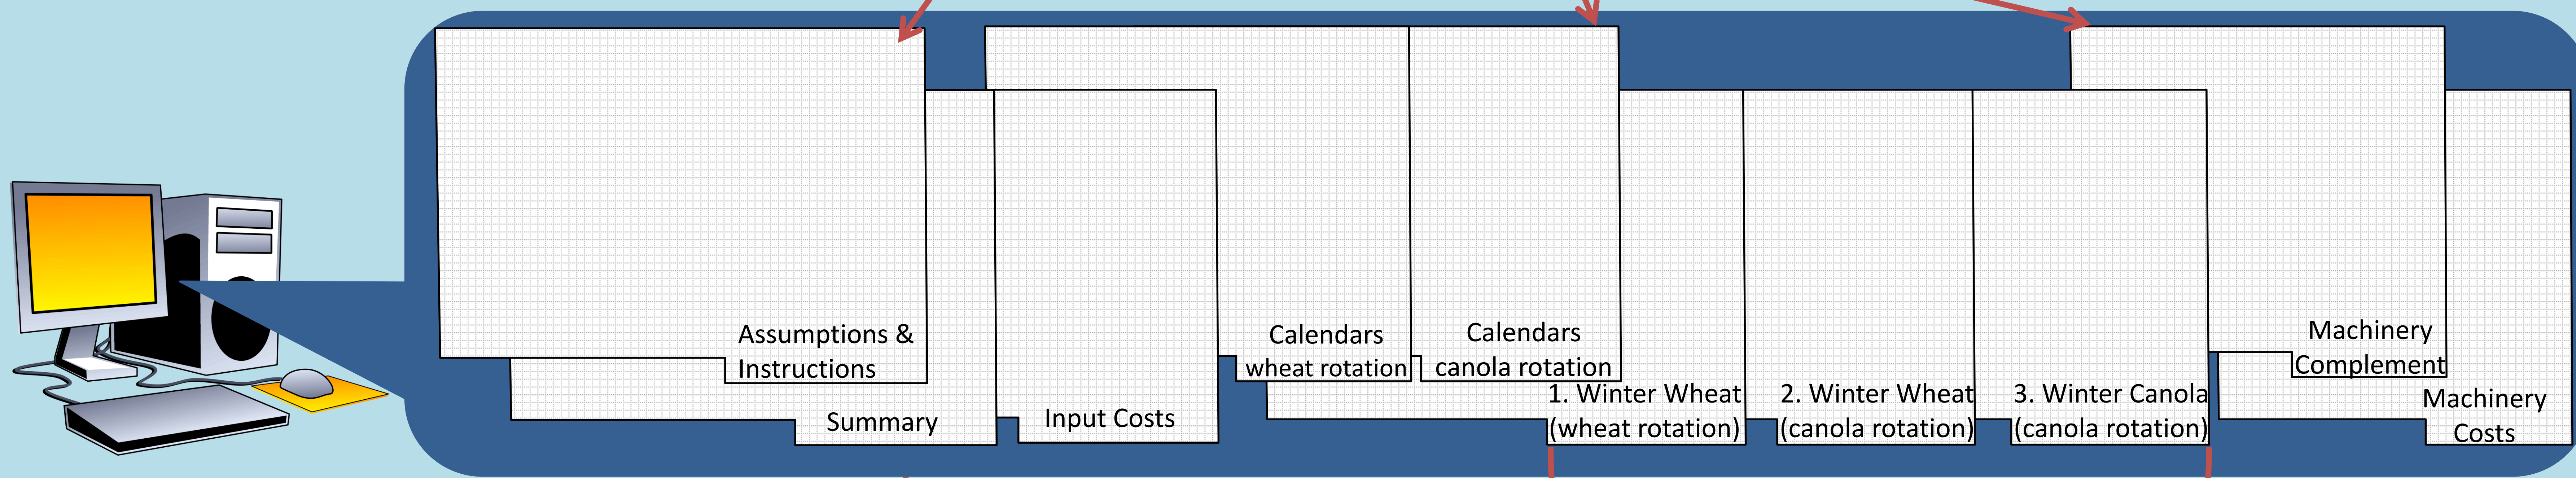 Assumptions &
Instructions
Summary
Input Costs
Calendars
wheat rotation
Calendars
canola rotation
1. Winter Wheat
(wheat rotation)
2. Winter Wheat
(canola rotation)
3. Winter Canola
(canola rotation)
Machinery
Complement
Machinery
Costs